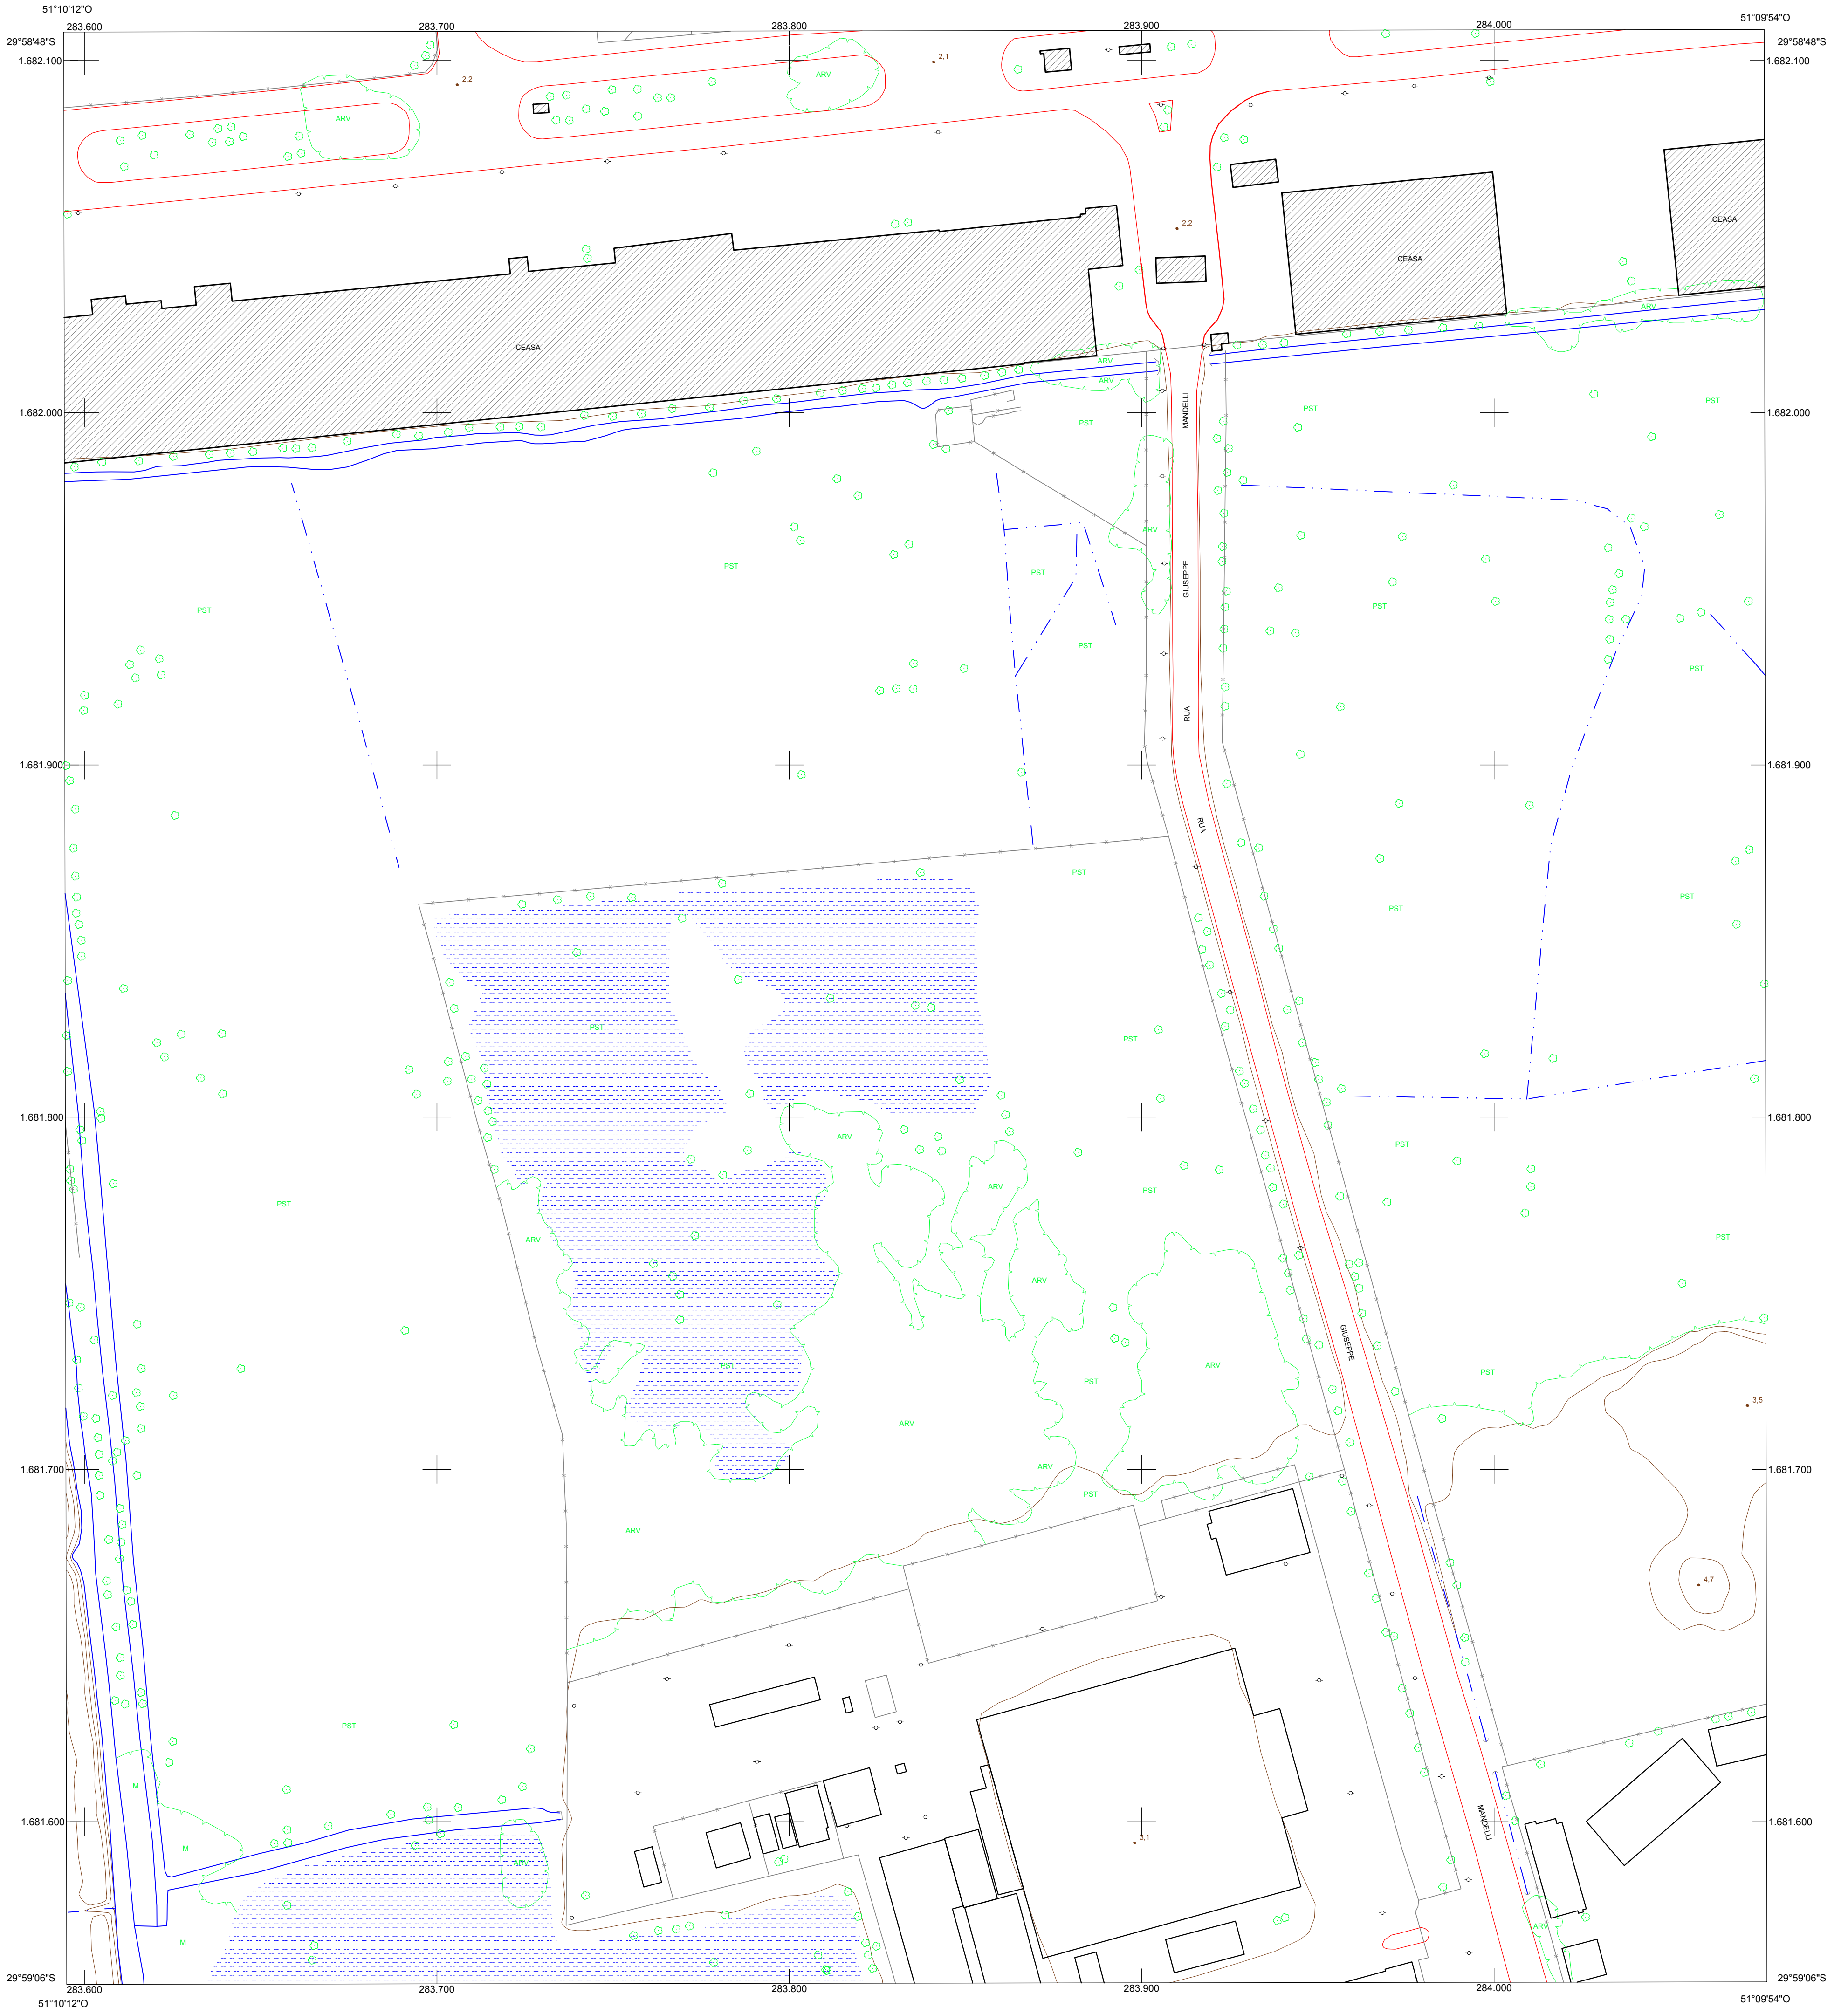 51°10'12"O
51°09'54"O
283.600
283.700
283.800
283.900
284.000
29°58'48"S
29°58'48"S
1.682.100
1.682.100
2,2
2,1
ARV
ARV
2,2
CEASA
CEASA
CEASA
ARV
ARV
ARV
1.682.000
1.682.000
PST
MANDELLI
PST
PST
ARV
PST
PST
GIUSEPPE
PST
PST
PST
PST
RUA
1.681.900
1.681.900
RUA
PST
PST
PST
PST
PST
1.681.800
1.681.800
ARV
PST
PST
ARV
PST
PST
ARV
ARV
PST
GIUSEPPE
PST
ARV
PST
PST
3,5
ARV
1.681.700
1.681.700
ARV
PST
ARV
4,7
PST
M
1.681.600
1.681.600
MANDELLI
3,1
M
ARV
ARV
M
29°59'06"S
29°59'06"S
283.600
283.700
283.800
283.900
284.000
51°10'12"O
51°09'54"O